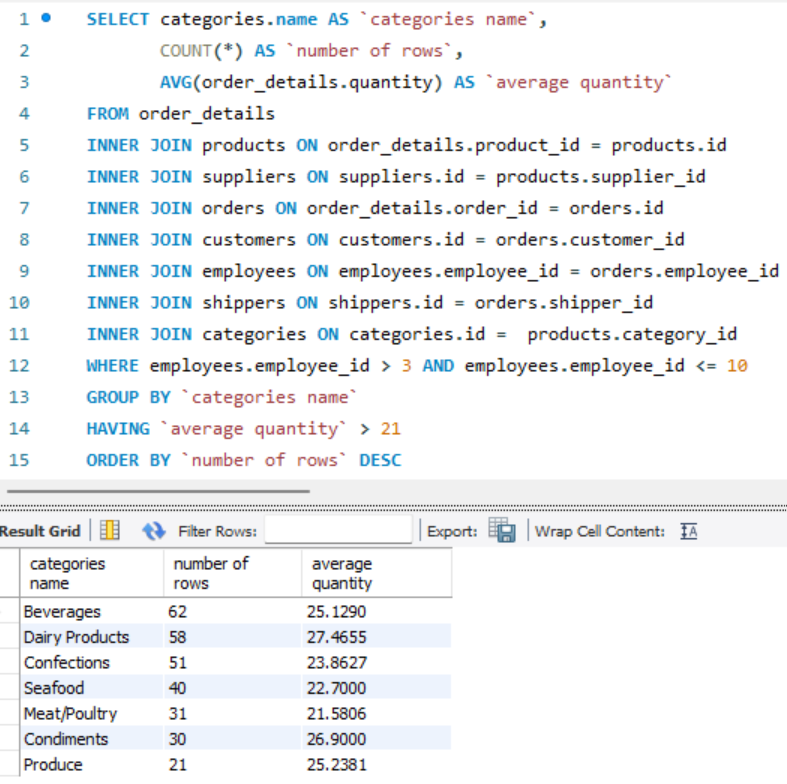 1 SELECT categories.name AS `categories name`,
2 COUNT(*) AS `number of rows`,
3 AVG(order_details.quantity) AS `average quantity`
4 FROM order_details
5 INNER JOIN products ON order_details.product_id = products.id
6 INNER JOIN suppliers ON suppliers.id = products.supplier_id
7 INNER JOIN orders ON order_details.order_id = orders.id
8 INNER JOIN customers ON customers.id = orders.customer_id
9 INNER JOIN employees ON employees.employee_id = orders.employee_id
10 INNER JOIN shippers ON shippers.id = orders.shipper_id
11 INNER JOIN categories ON categories.id =  products.category_id
12 WHERE employees.employee_id > 3 AND employees.employee_id <= 10
13 GROUP BY `categories name`
14 HAVING `average quantity` > 21
15 ORDER BY `number of rows` DESC
Result Grid Filter Rows: Export: Wrap Cell Content: IA
categories number of average
name rows quantity
Beverages 62 25.1290
Dairy Products 58 27.4655
Confections 51 23.8627
Seafood 40 22.7000
Meat/Poultry 31 21.5806
Condiments 30 26.9000
Produce 21 25.2381